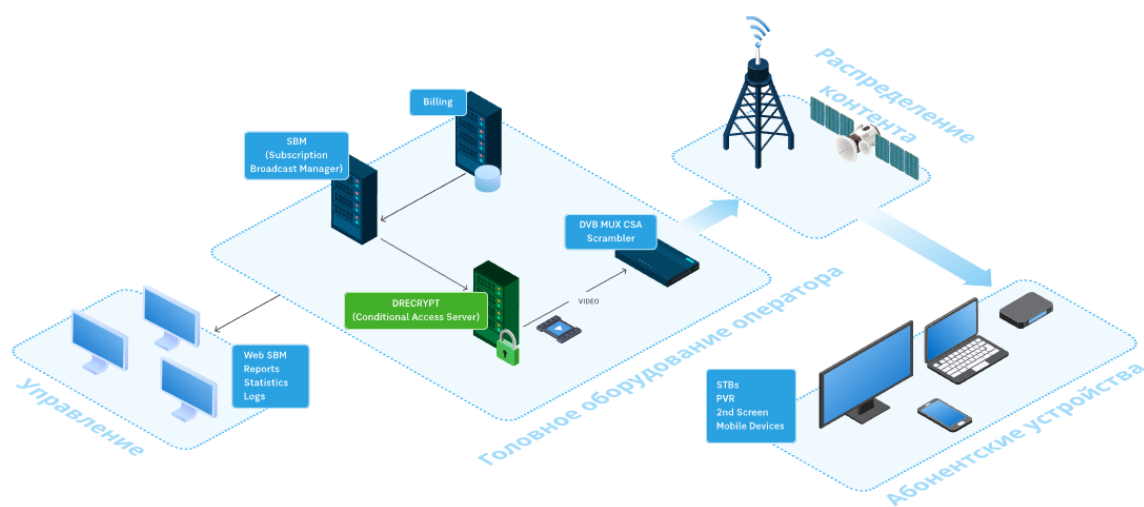 Распределение
контента
Billing
SBM
(Subscription
Broadcast Manager)
DVB MUX CSA
Scrambler
DRECRYPT
(Conditional Access Server)
VIDEO
Головное оборудование оператора
Web SBM
Reports
Statistics
Logs
Управление
STBs
PVR
2nd Screen
Mobile Devices
Абонентские устройства